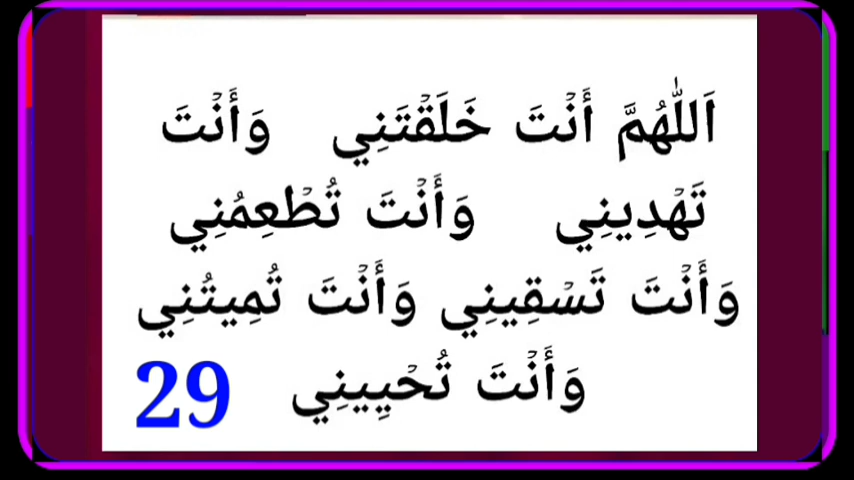 اَللّٰهُمَّ أَنْتَ خَلَقْتَنِي وَأَنْتَ
تَهْدِينِي وَأَنْتَ تُطْعِمُنِي
وَأَنْتَ تَسْقِينِي وَأَنْتَ تُمِيتُنِي
وَأَنْتَ تُحْيِينِي
29